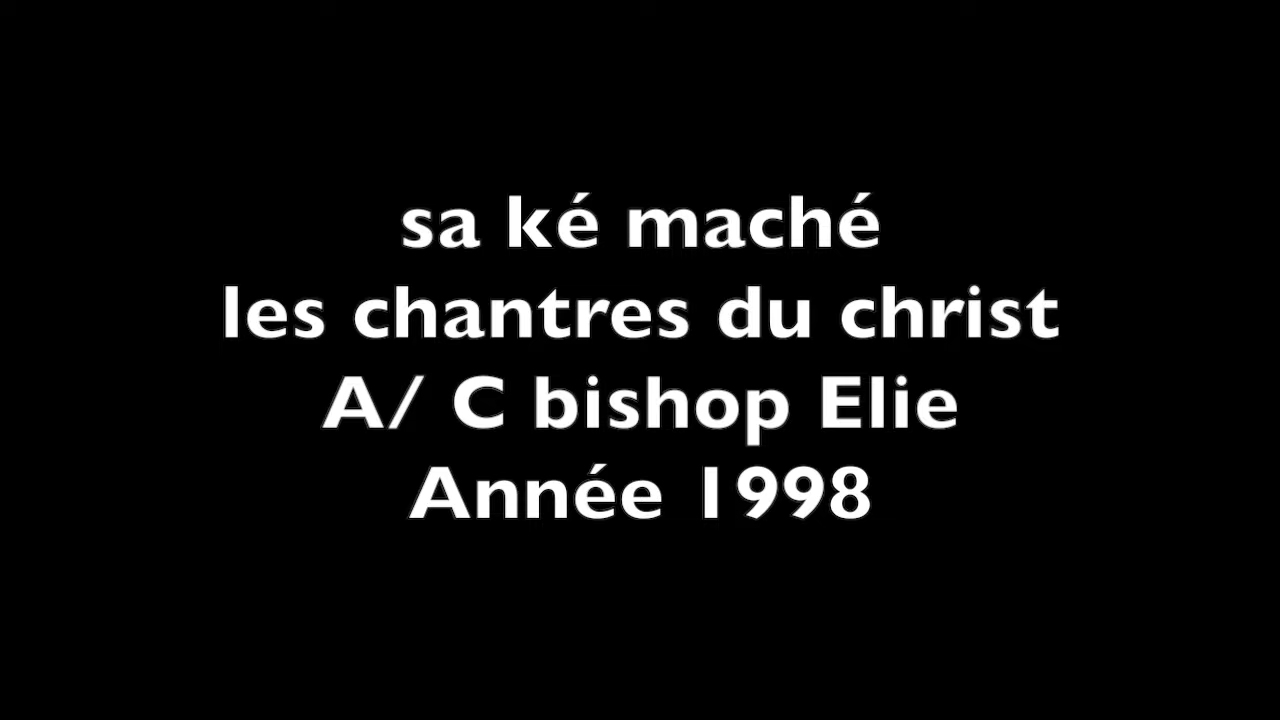 sa ké maché
les chantres du christ
A/ C bishop Elie
Année 1998